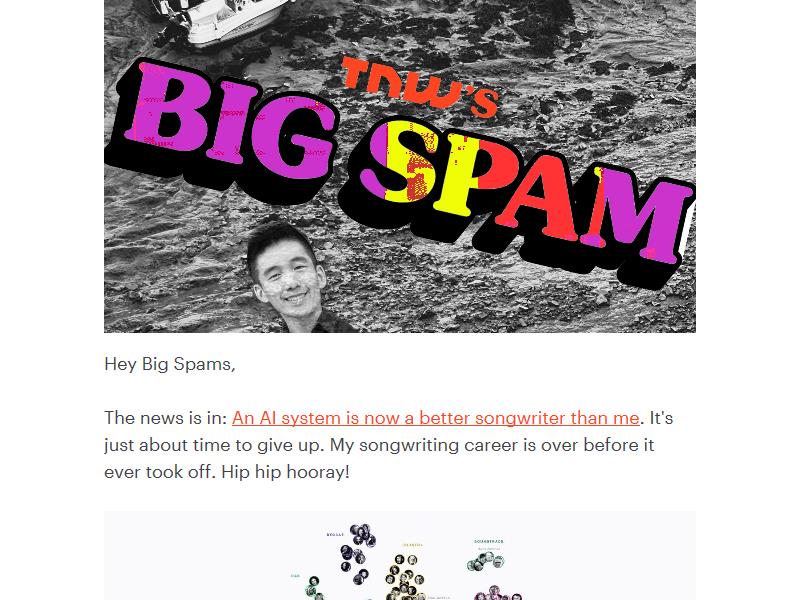 TNW's
BIG SPAM
Hey Big Spams,
The news is in: An AI system is now a better songwriter than me. It's
just about time to give up. My songwriting career is over before it
ever took off. Hip hip hooray!
REGGAE
SOUNDTRACK